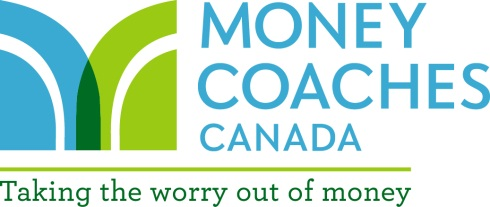 MONEY
COACHES
CANADA
Taking the worry out of money